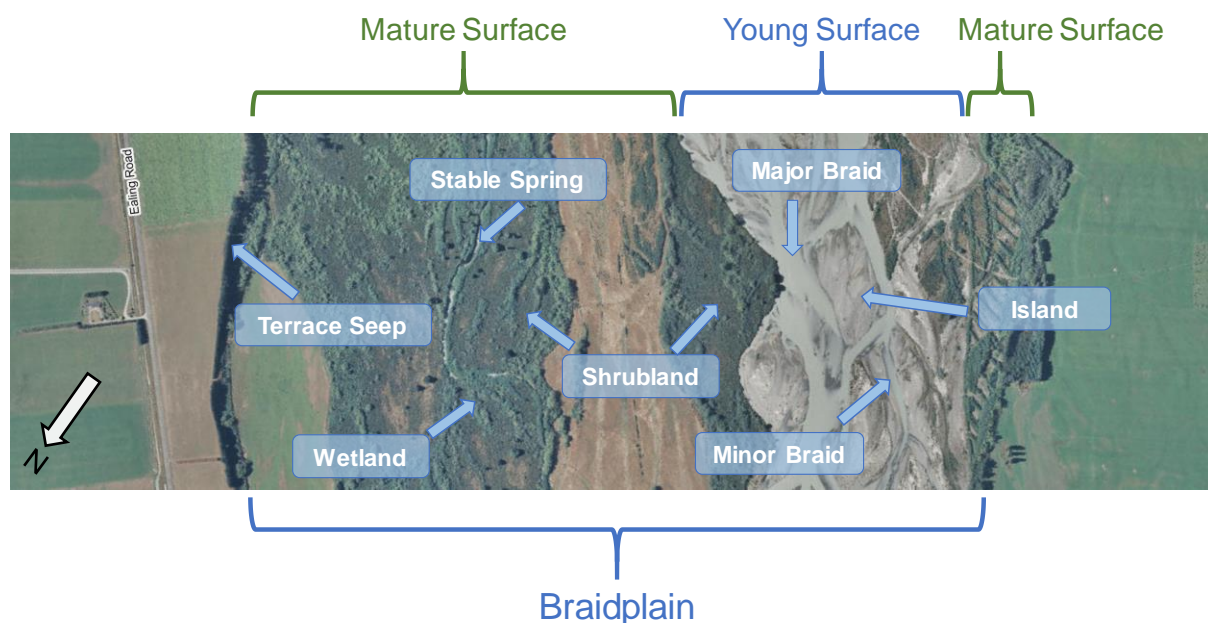 Mature Surface
Young Surface
Mature Surface
Ealing Road
Stable Spring
Major Braid
Terrace Seep
Island
Shrubland
Wetland
Minor Braid
N
Braidplain